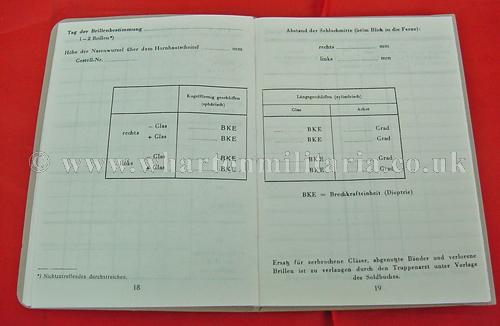 Tag der Brillenbestimmung
(—2 Brillen*)
Höhe der Nasenwurzel über dem Hornhautscheitel mm
Gestell-Nr.
Kugelförmig geschliffen
(sphärisch)
rechts
— Glas BKE
+ Glas BKE
links
— Glas BKE
+ Glas BKE
*) Nichtzutreffendes durchstreichen.
18
Abstand der Sehlochmitte (beim Blick in die Ferne):
rechts mm
links mm
Längsgeschliffen (zylindrisch)
Glas Achse
BKE Grad
BKE Grad
BKE Grad
BKE Grad
BKE = Brechkrafteinheit (Dioptrie)
Ersatz für zerbrochene Gläser, abgenutzte Bänder und verlorene
Brillen ist zu verlangen durch den Truppenarzt unter Vorlage
des Soldbuches.
19
© www.whartonmilitaria.co.uk